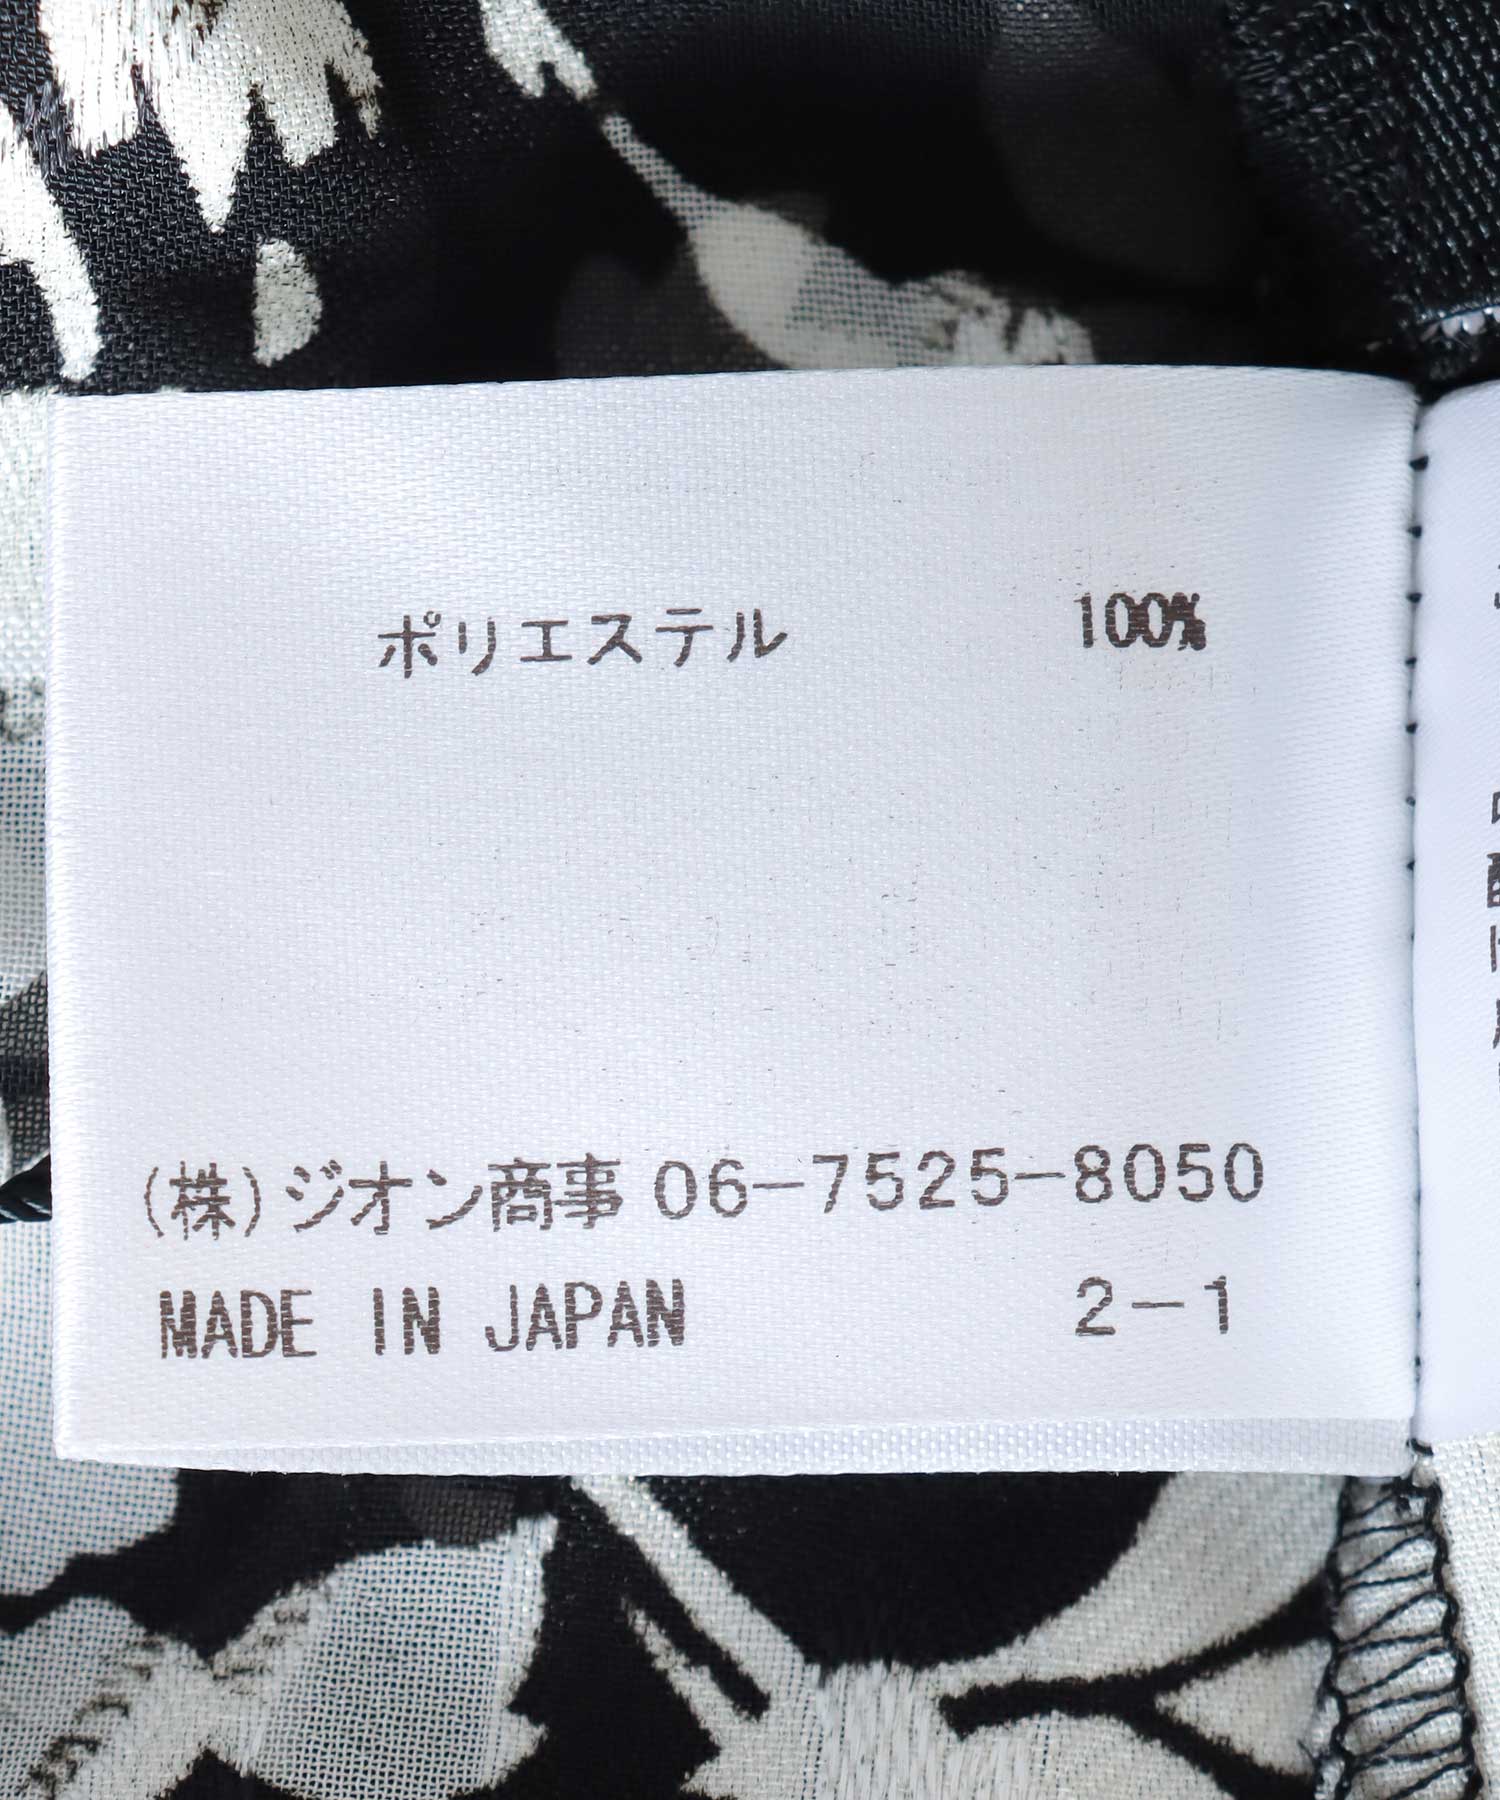 ポリエステル 100%
(株)ジオン商事 06-7525-8050
MADE IN JAPAN 2-1